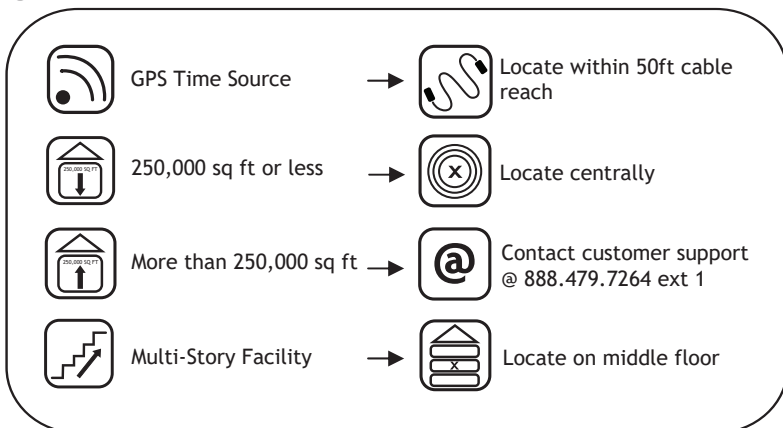 GPS Time Source
Locate within 50ft cable
reach
250,000 SQ FT
250,000 sq ft or less
X
Locate centrally
250,000 SQ FT
More than 250,000 sq ft
@
Contact customer support
@ 888.479.7264 ext 1
Multi-Story Facility
X
Locate on middle floor